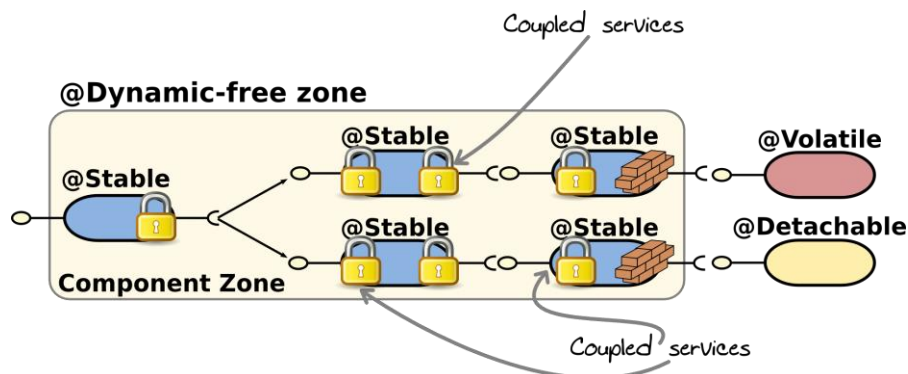 Coupled services
@Dynamic-free zone
@Stable
@Stable
@Volatile
@Stable
@Stable
@Stable
@Detachable
Component Zone
Coupled services